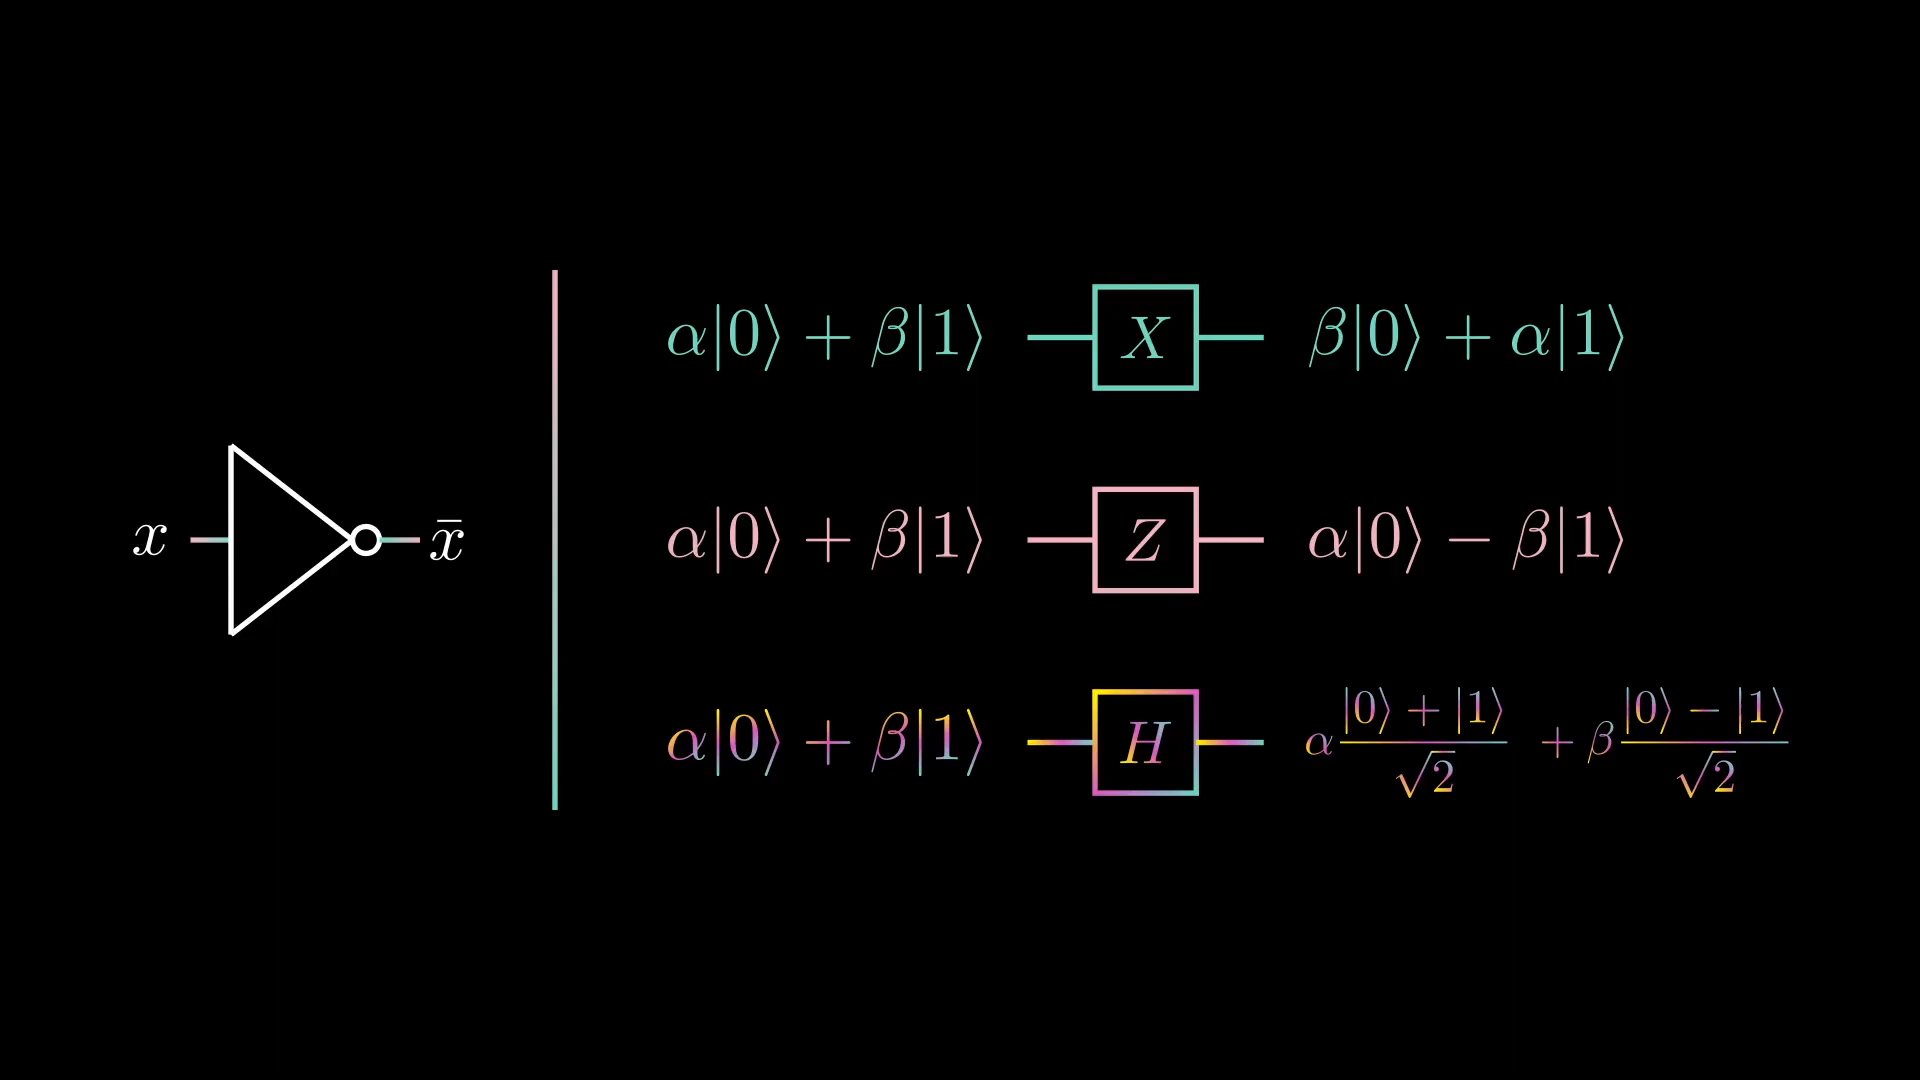 x x̄
α|0⟩ + β|1⟩ X β|0⟩ + α|1⟩
α|0⟩ + β|1⟩ Z α|0⟩ − β|1⟩
α|0⟩ + β|1⟩ H α (|0⟩ + |1⟩)/√2 + β (|0⟩ − |1⟩)/√2